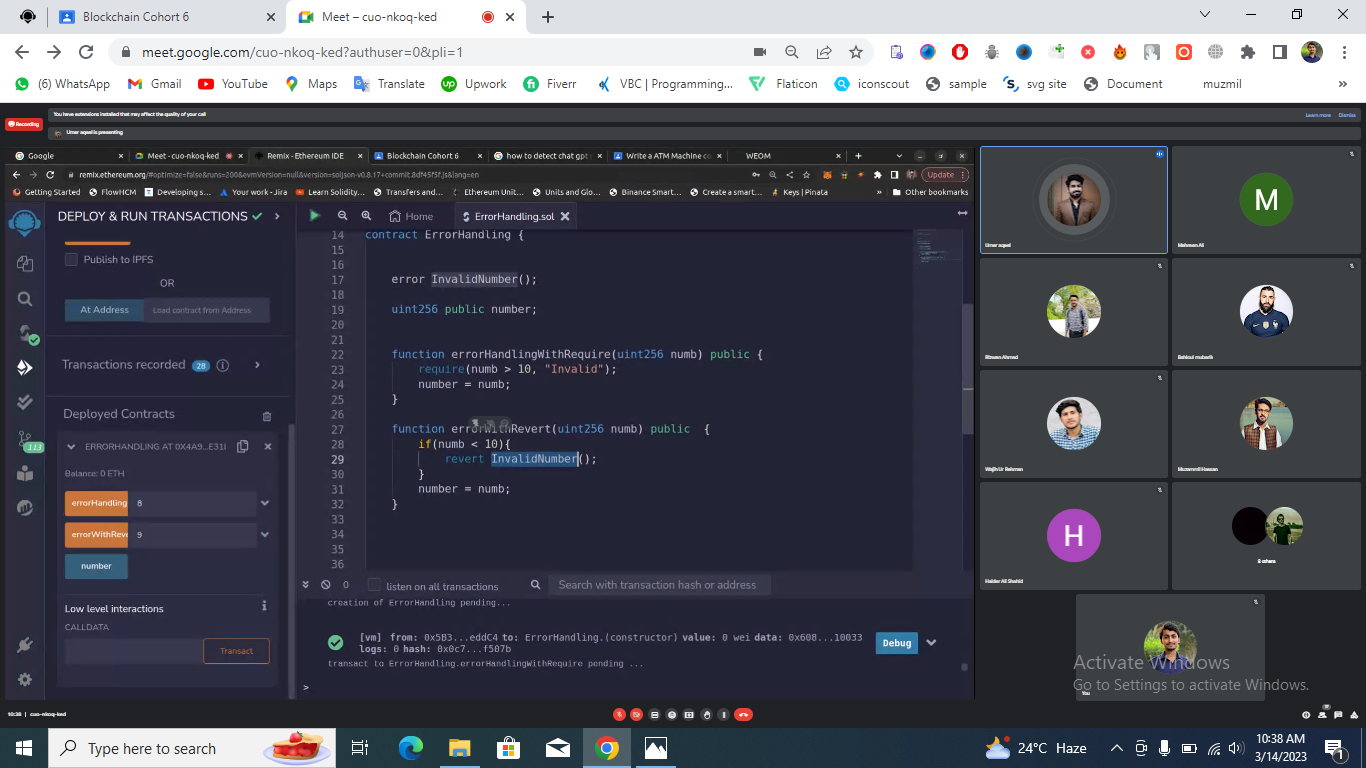 Blockchain Cohort 6
Meet – cuo-nkoq-ked
meet.google.com/cuo-nkoq-ked?authuser=0&pli=1
(6) WhatsApp
Gmail
YouTube
Maps
Translate
Upwork
Fiverr
VBC | Programming...
Flaticon
iconscout
sample
svg site
Document
muzmil
»
Recording
You have extensions installed that may affect the quality of your call
Learn more
Dismiss
Umer aqeel is presenting
Google
Meet - cuo-nkoq-ked
Remix - Ethereum IDE
Blockchain Cohort 6
how to detect chat gpt
Write a ATM Machine co
WEOM
remix.ethereum.org/#optimize=false&runs=200&evmVersion=null&version=soljson-v0.8.17+commit.8df45f5f.js&lang=en
Update
Getting Started
FlowHCM
Developing s...
Your work - Jira
Learn Solidity...
Transfers and...
Ethereum Unit...
Units and Glo...
Binance Smart...
Create a smart...
Keys | Pinata
»
Other bookmarks
DEPLOY & RUN TRANSACTIONS
Publish to IPFS
OR
At Address
Load contract from Address
Transactions recorded 28
Deployed Contracts
ERRORHANDLING AT 0X4A9...E31I
Balance: 0 ETH
errorHandling 8
errorWithReve 9
number
Low level interactions
CALLDATA
Transact
113
Home
ErrorHandling.sol
14 contract ErrorHandling {
15
16
17 error InvalidNumber();
18
19 uint256 public number;
20
21
22 function errorHandlingWithRequire(uint256 numb) public {
23 require(numb > 10, "Invalid");
24 number = numb;
25 }
26
27 function errorWithRevert(uint256 numb) public {
28 if(numb < 10){
29 revert InvalidNumber();
30 }
31 number = numb;
32 }
33
34
35
36
0
listen on all transactions
Search with transaction hash or address
creation of ErrorHandling pending...
[vm] from: 0x5B3...eddC4 to: ErrorHandling.(constructor) value: 0 wei data: 0x608...10033
logs: 0 hash: 0x0c7...f507b
Debug
transact to ErrorHandling.errorHandlingWithRequire pending ...
>
Umer aqeel
M
Mehreen Ali
Rizwan Ahmad
Wajih Ur Rehman
Muzammil Hassan
H
Haider Ali Shahid
You
Activate Windows
Go to Settings to activate Windows.
10:38 | cuo-nkoq-ked
Type here to search
24°C Haze
10:38 AM
3/14/2023
1